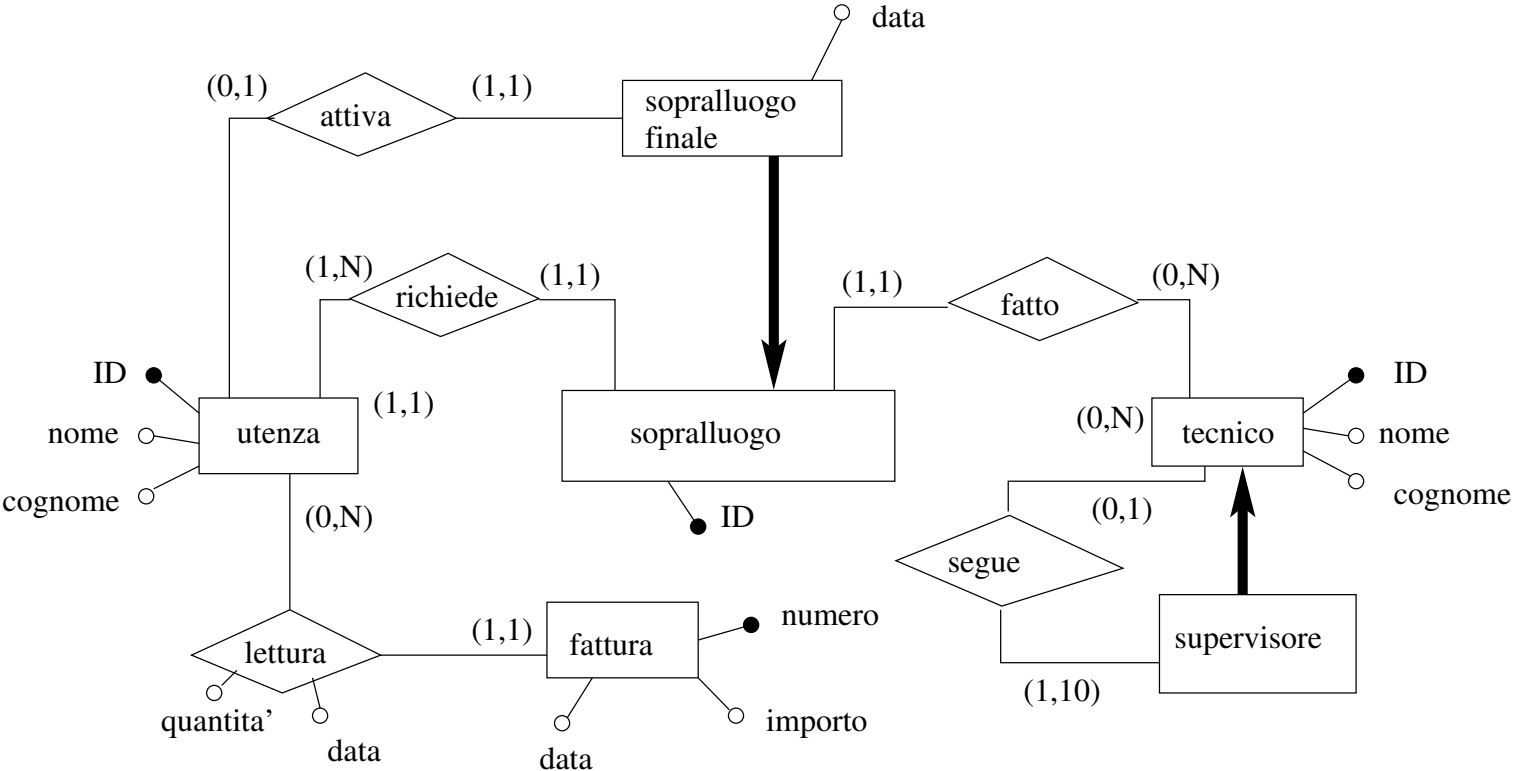 data
(0,1)
(1,1)
attiva
sopralluogo
finale
(1,N)
(1,1)
richiede
(1,1)
(0,N)
fatto
ID
nome
cognome
utenza
(1,1)
sopralluogo
ID
(0,N)
tecnico
ID
nome
cognome
(0,N)
(0,1)
segue
supervisore
(1,10)
lettura
quantita'
data
(1,1)
fattura
numero
importo
data